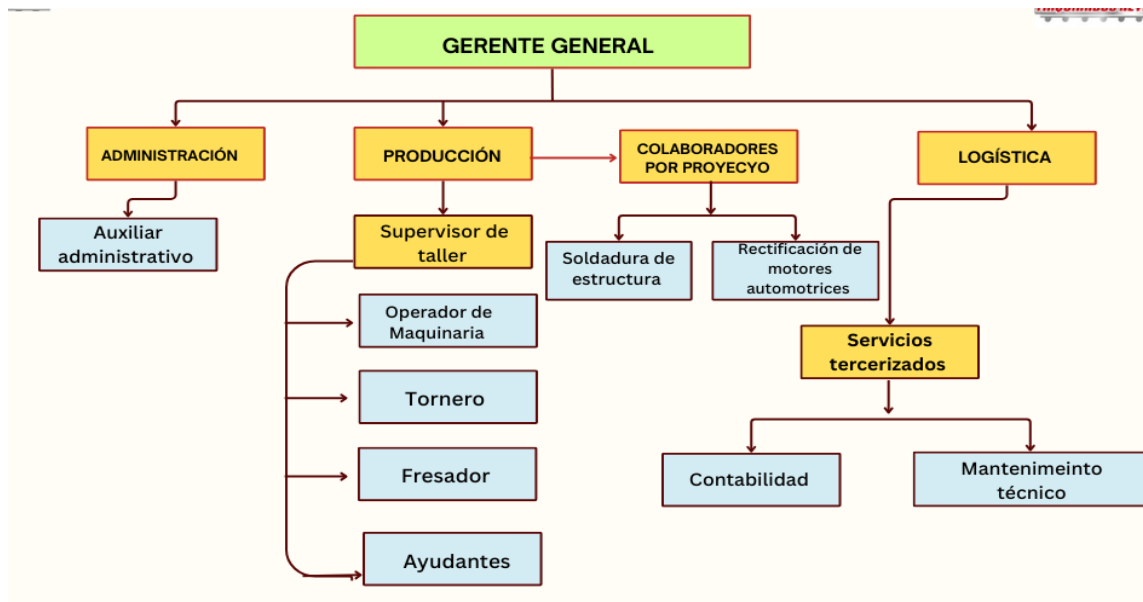 GERENTE GENERAL
ADMINISTRACIÓN
PRODUCCIÓN
COLABORADORES
POR PROYECYO
LOGÍSTICA
Auxiliar
administrativo
Supervisor de
taller
Soldadura de
estructura
Rectificación de
motores
automotrices
Operador de
Maquinaria
Servicios
tercerizados
Tornero
Fresador
Contabilidad
Mantenimeinto
técnico
Ayudantes